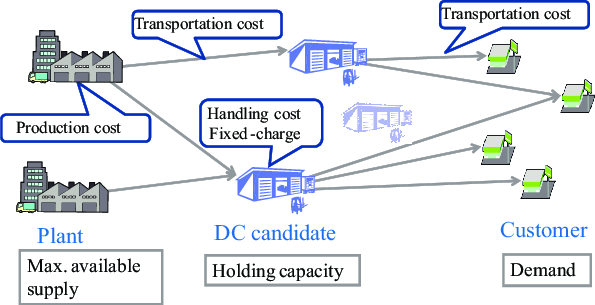 Transportation cost
Transportation cost
Production cost
Handling cost
Fixed-charge
Plant
DC candidate
Customer
Max. available
supply
Holding capacity
Demand